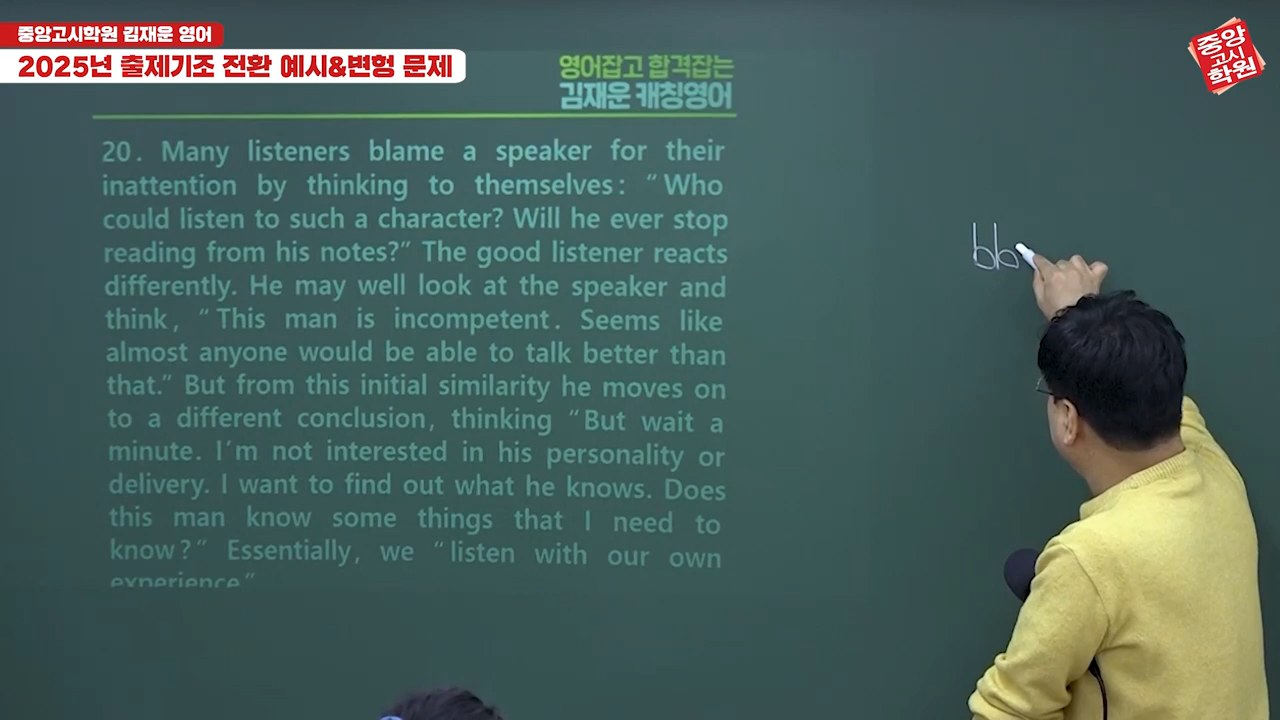 중앙고시학원 김재운 영어
2025년 출제기조 전환 예시&변형 문제
중앙
고시
학원
영어잡고 합격잡는
김재운 캐칭영어
20. Many listeners blame a speaker for their
inattention by thinking to themselves: “Who
could listen to such a character? Will he ever stop
reading from his notes?” The good listener reacts
differently. He may well look at the speaker and
think, “This man is incompetent. Seems like
almost anyone would be able to talk better than
that.” But from this initial similarity he moves on
to a different conclusion, thinking “But wait a
minute. I´m not interested in his personality or
delivery. I want to find out what he knows. Does
this man know some things that I need to
know?“ Essentially, we “listen with our own
experience.”
bb